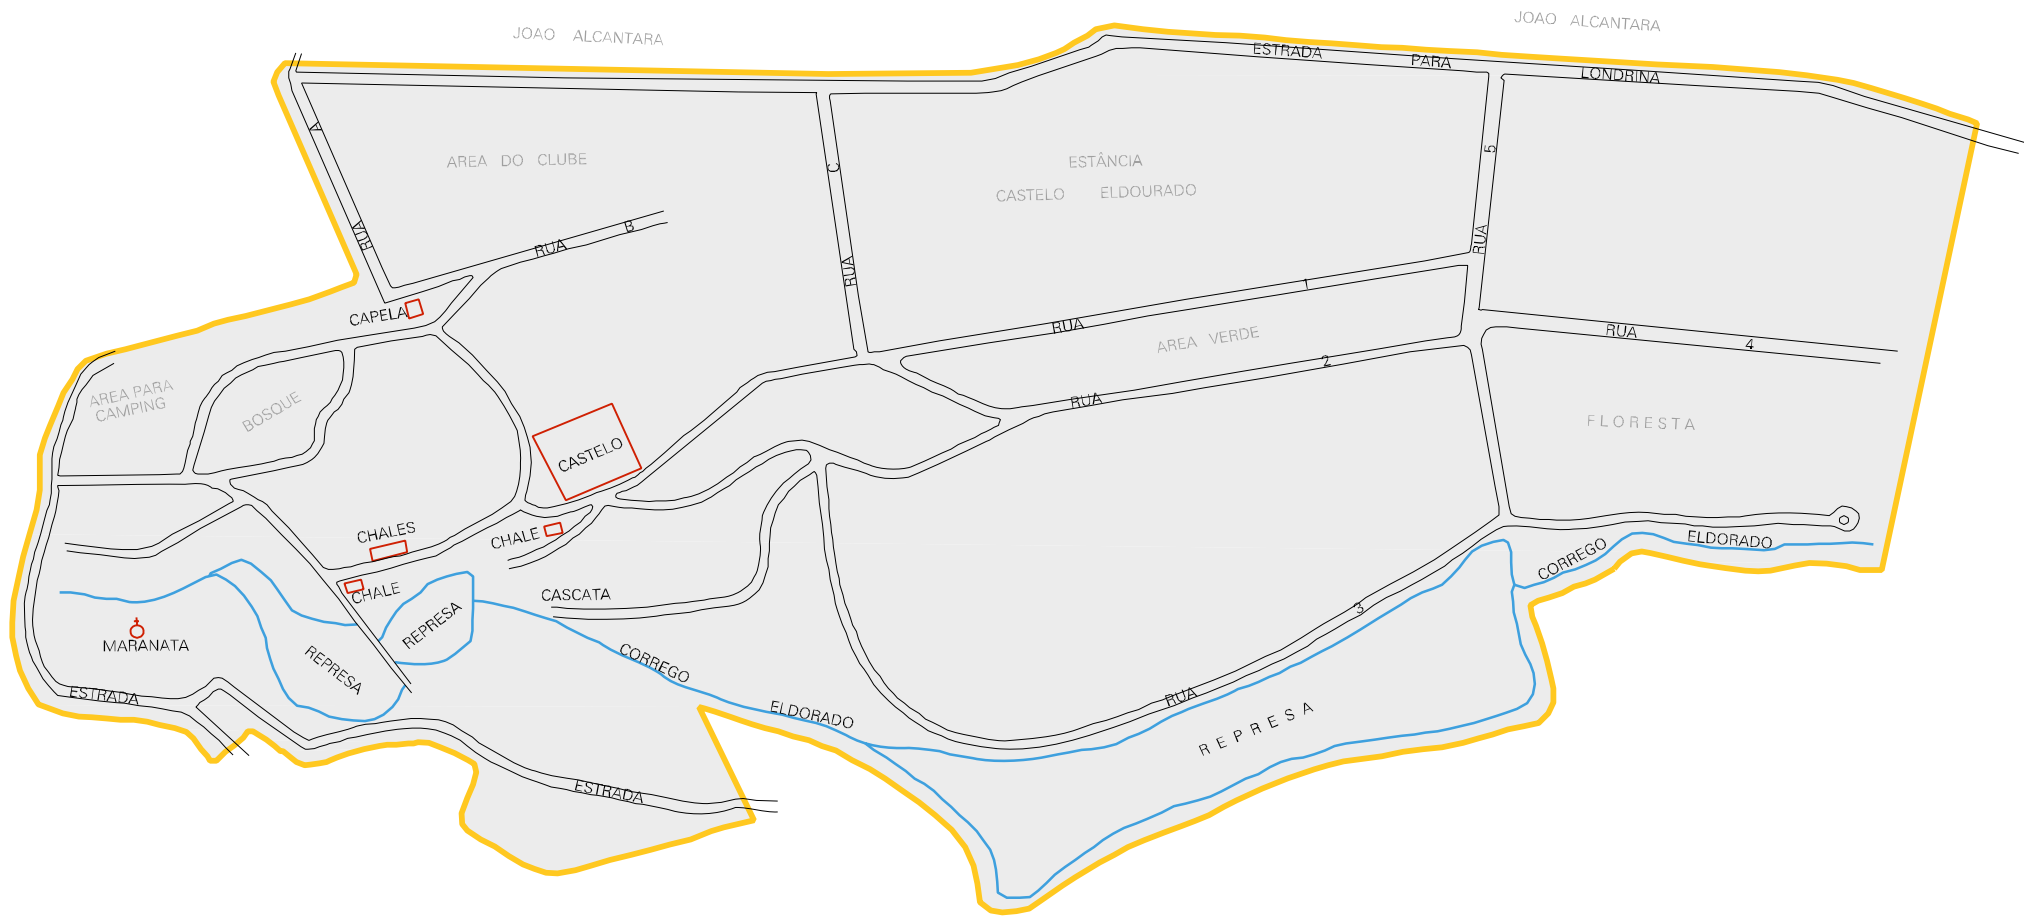 JOAO ALCANTARA
JOAO ALCANTARA
ESTRADA PARA LONDRINA
RUA A
AREA DO CLUBE
RUA B
RUA C
ESTÂNCIA
CASTELO ELDOURADO
RUA 5
CAPELA
RUA 1
AREA VERDE
RUA 2
RUA 4
AREA PARA
CAMPING
BOSQUE
CASTELO
FLORESTA
CHALES
CHALE
CHALE
CASCATA
CORREGO ELDORADO
MARANATA
REPRESA
REPRESA
RUA 3
CORREGO ELDORADO
REPRESA
ESTRADA
ESTRADA